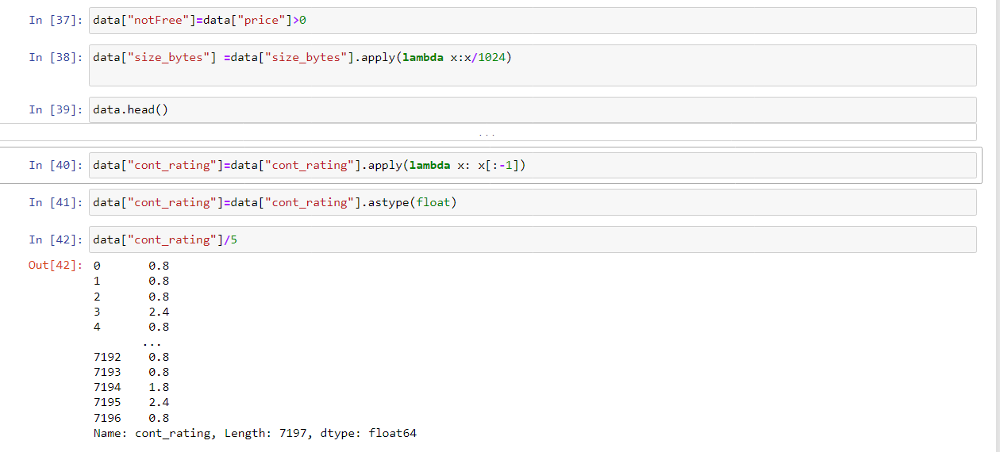 In [37]: data["notFree"]=data["price"]>0
In [38]: data["size_bytes"] =data["size_bytes"].apply(lambda x:x/1024)
In [39]: data.head()
...
In [40]: data["cont_rating"]=data["cont_rating"].apply(lambda x: x[:-1])
In [41]: data["cont_rating"]=data["cont_rating"].astype(float)
In [42]: data["cont_rating"]/5
Out[42]: 0 0.8
1 0.8
2 0.8
3 2.4
4 0.8
...
7192 0.8
7193 0.8
7194 1.8
7195 2.4
7196 0.8
Name: cont_rating, Length: 7197, dtype: float64